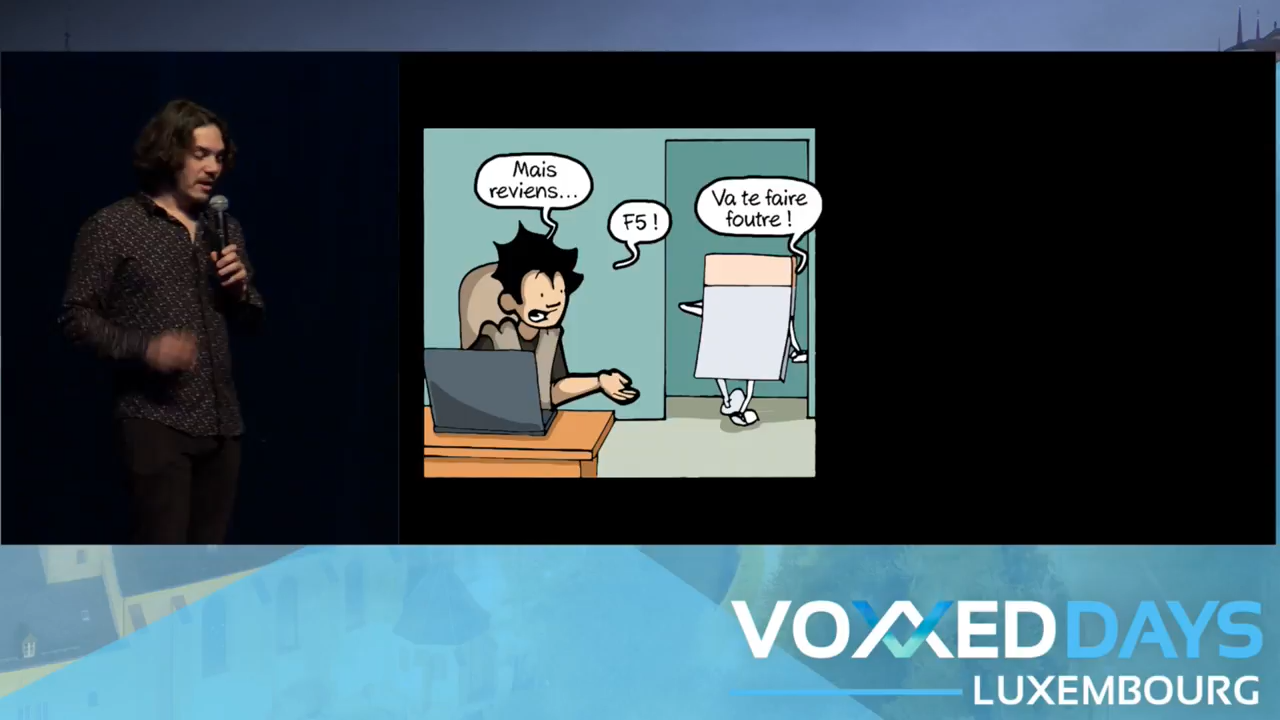 Mais
reviens...
F5 !
Va te faire
foutre !
VOXXED DAYS
LUXEMBOURG